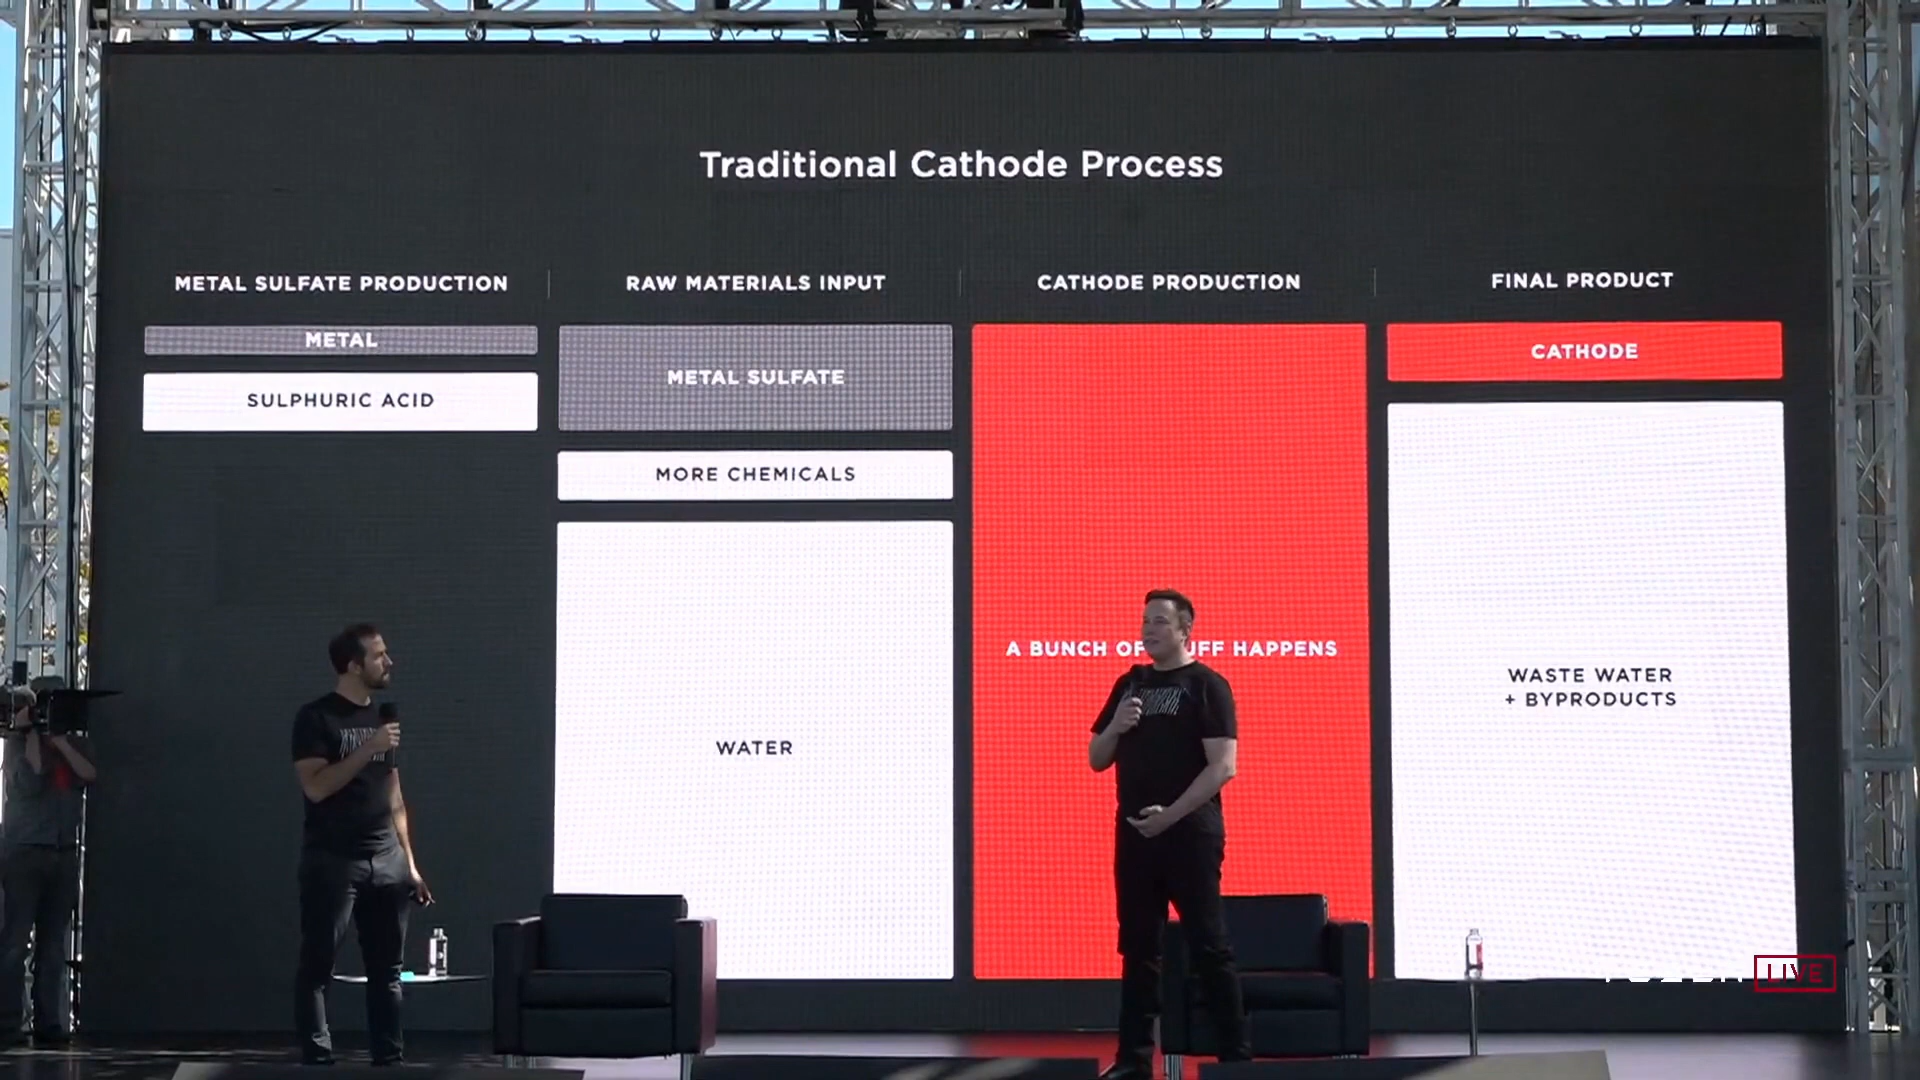 Traditional Cathode Process
METAL SULFATE PRODUCTION
METAL
SULPHURIC ACID
RAW MATERIALS INPUT
METAL SULFATE
MORE CHEMICALS
WATER
CATHODE PRODUCTION
A BUNCH OF UFF HAPPENS
FINAL PRODUCT
CATHODE
WASTE WATER
+ BYPRODUCTS
LIVE